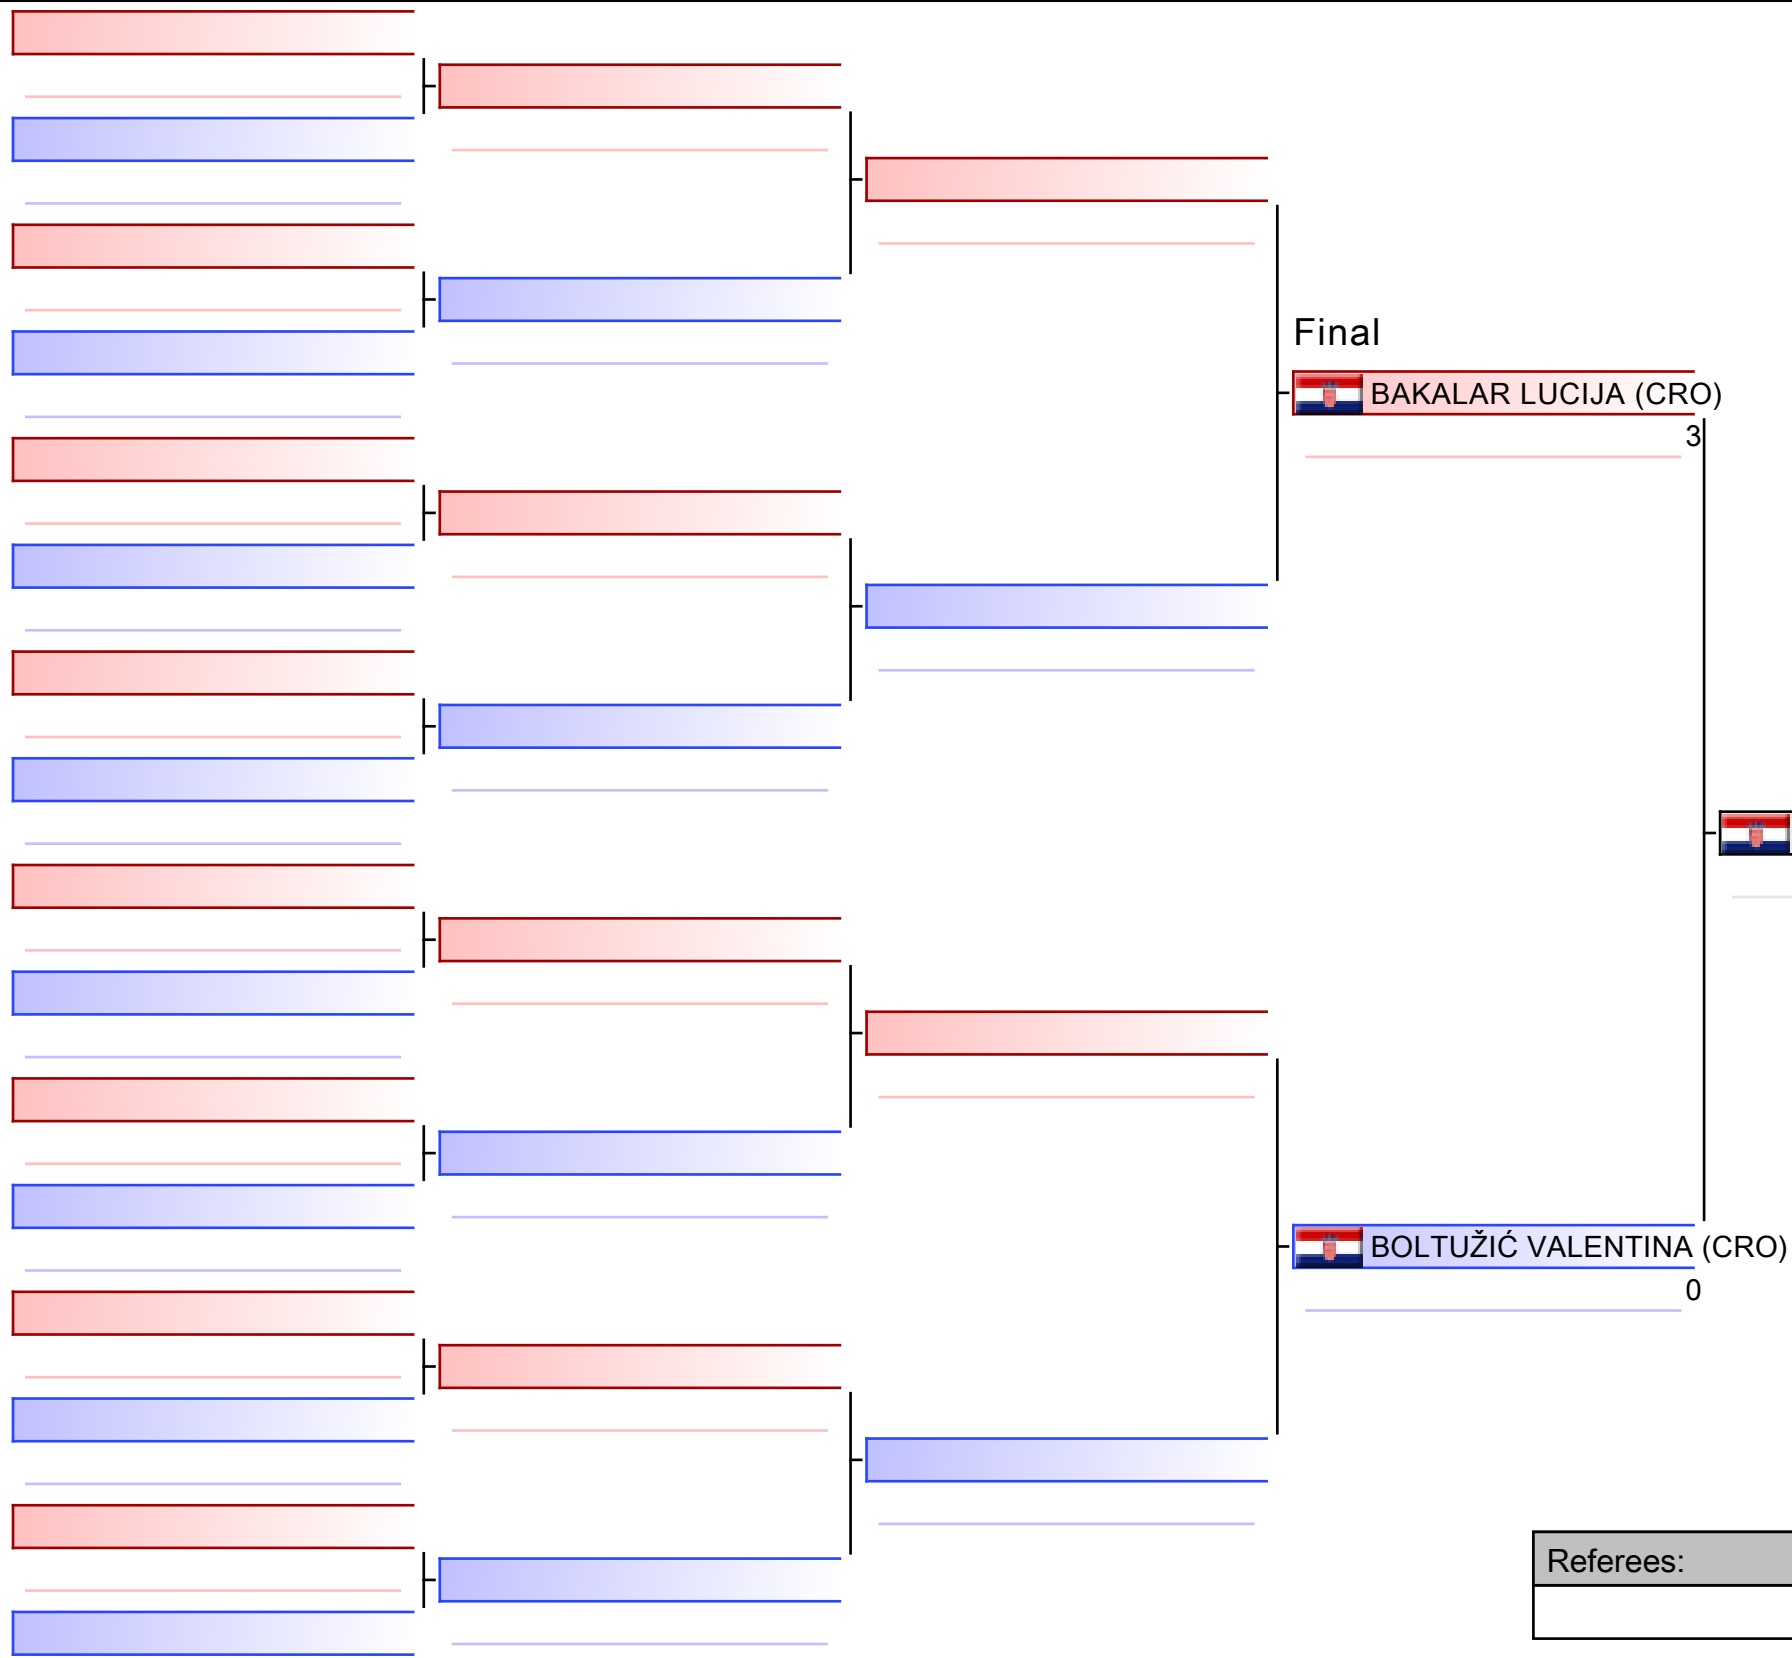 Final
BAKALAR LUCIJA (CRO)
3
BOLTUŽIĆ VALENTINA (CRO)
0
Referees: